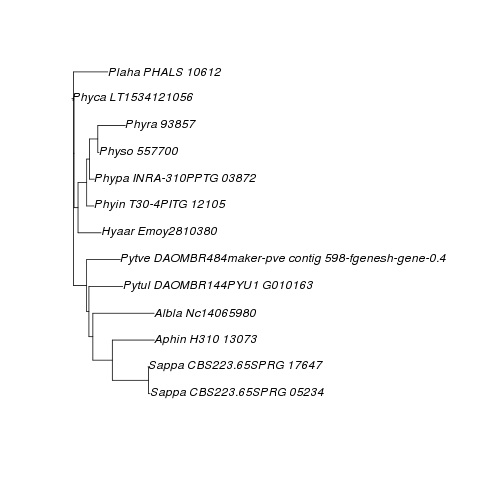 Plaha PHALS 10612
Phyca LT1534121056
Phyra 93857
Physo 557700
Phypa INRA-310PPTG 03872
Phyin T30-4PITG 12105
Hyaar Emoy2810380
Pytve DAOMBR484maker-pve contig 598-fgenesh-gene-0.4
Pytul DAOMBR144PYU1 G010163
Albla Nc14065980
Aphin H310 13073
Sappa CBS223.65SPRG 17647
Sappa CBS223.65SPRG 05234